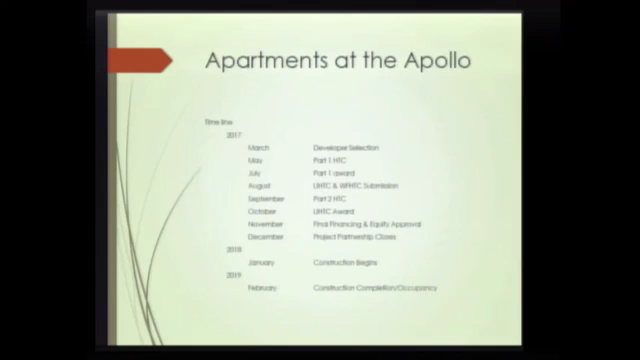 Apartments at the Apollo
Time line
2017
March Developer Selection
May Part 1 HTC
July Part 1 award
August LIHTC & WFHTC Submission
September Part 2 HTC
October LIHTC Award
November Final Financing & Equity Approval
December Project Partnership Closes
2018
January Construction Begins
2019
February Construction Completion/Occupancy